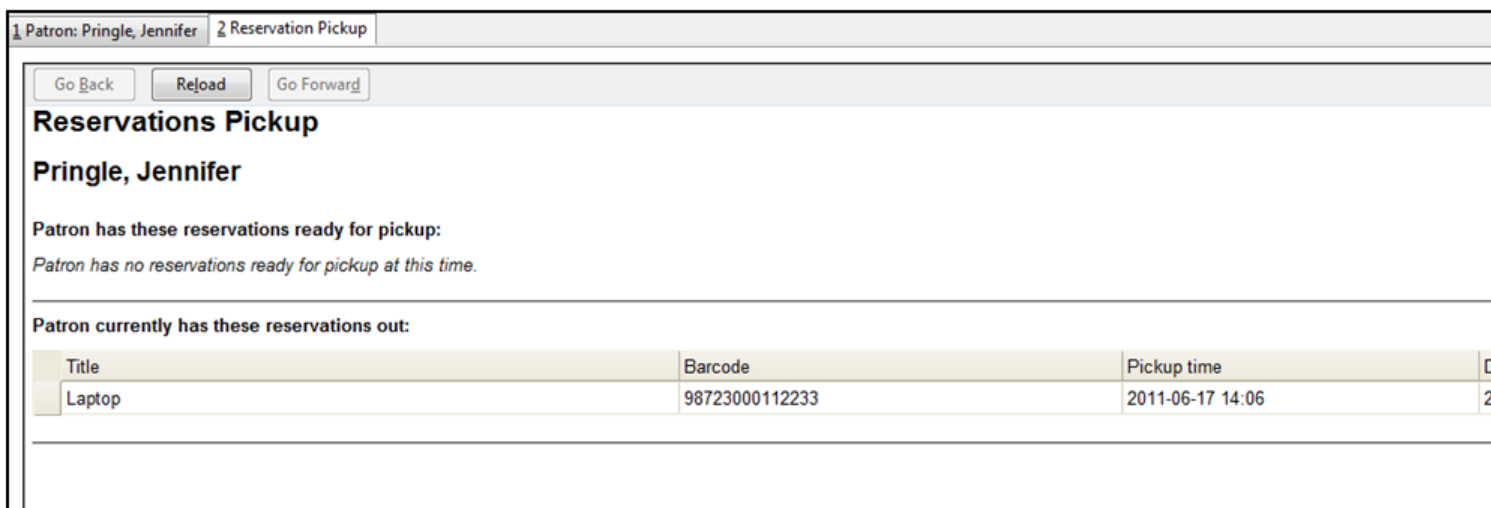 1 Patron: Pringle, Jennifer 2 Reservation Pickup
Go Back Reload Go Forward
Reservations Pickup
Pringle, Jennifer
Patron has these reservations ready for pickup:
Patron has no reservations ready for pickup at this time.
Patron currently has these reservations out:
Title Barcode Pickup time
Laptop 98723000112233 2011-06-17 14:06